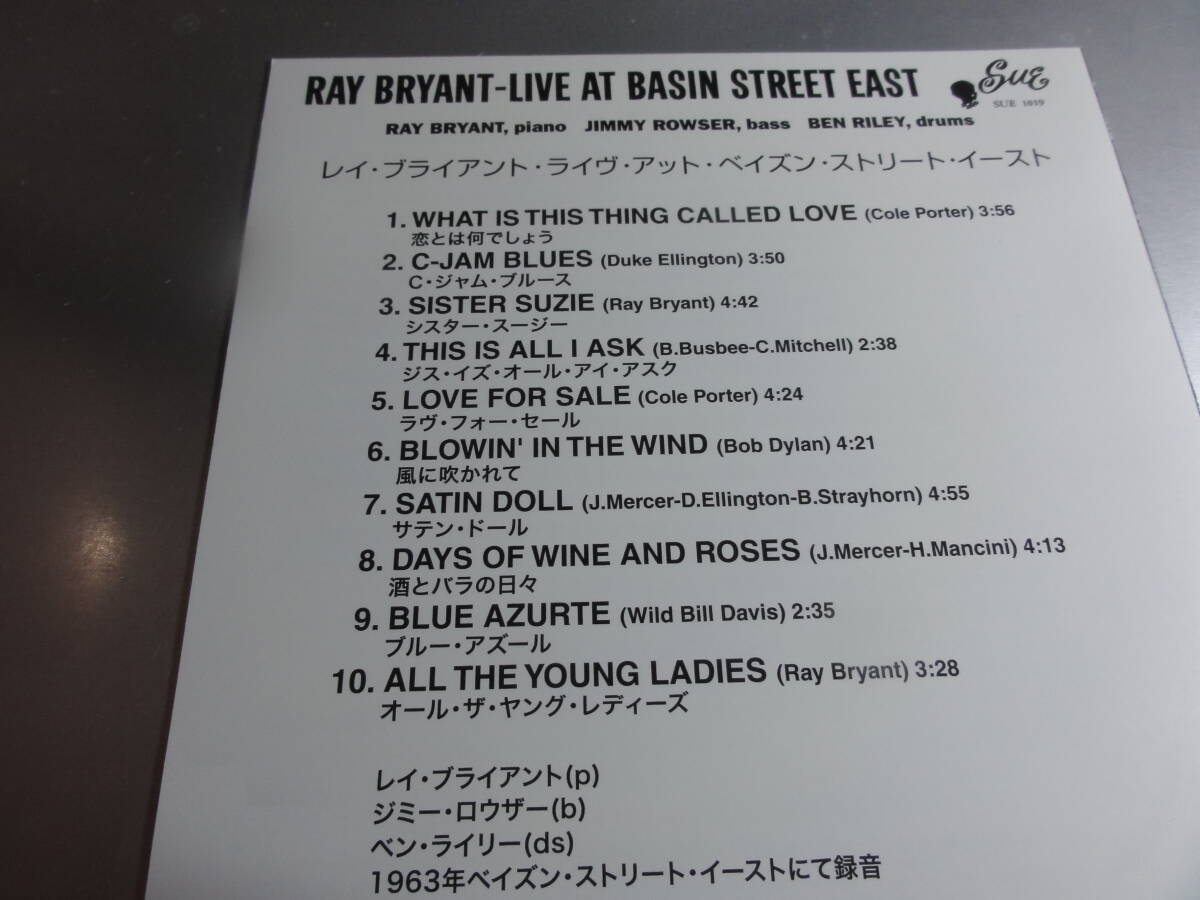 RAY BRYANT-LIVE AT BASIN STREET EAST
SUE
SUE 1019
RAY BRYANT, piano JIMMY ROWSER, bass BEN RILEY, drums
レイ・ブライアント・ライヴ・アット・ベイズン・ストリート・イースト
1. WHAT IS THIS THING CALLED LOVE (Cole Porter) 3:56
恋とは何でしょう
2. C-JAM BLUES (Duke Ellington) 3:50
C・ジャム・ブルース
3. SISTER SUZIE (Ray Bryant) 4:42
シスター・スージー
4. THIS IS ALL I ASK (B.Busbee-C.Mitchell) 2:38
ジス・イズ・オール・アイ・アスク
5. LOVE FOR SALE (Cole Porter) 4:24
ラヴ・フォー・セール
6. BLOWIN' IN THE WIND (Bob Dylan) 4:21
風に吹かれて
7. SATIN DOLL (J.Mercer-D.Ellington-B.Strayhorn) 4:55
サテン・ドール
8. DAYS OF WINE AND ROSES (J.Mercer-H.Mancini) 4:13
酒とバラの日々
9. BLUE AZURTE (Wild Bill Davis) 2:35
ブルー・アズール
10. ALL THE YOUNG LADIES (Ray Bryant) 3:28
オール・ザ・ヤング・レディーズ
レイ・ブライアント(p)
ジミー・ロウザー(b)
ベン・ライリー(ds)
1963年ベイズン・ストリート・イーストにて録音